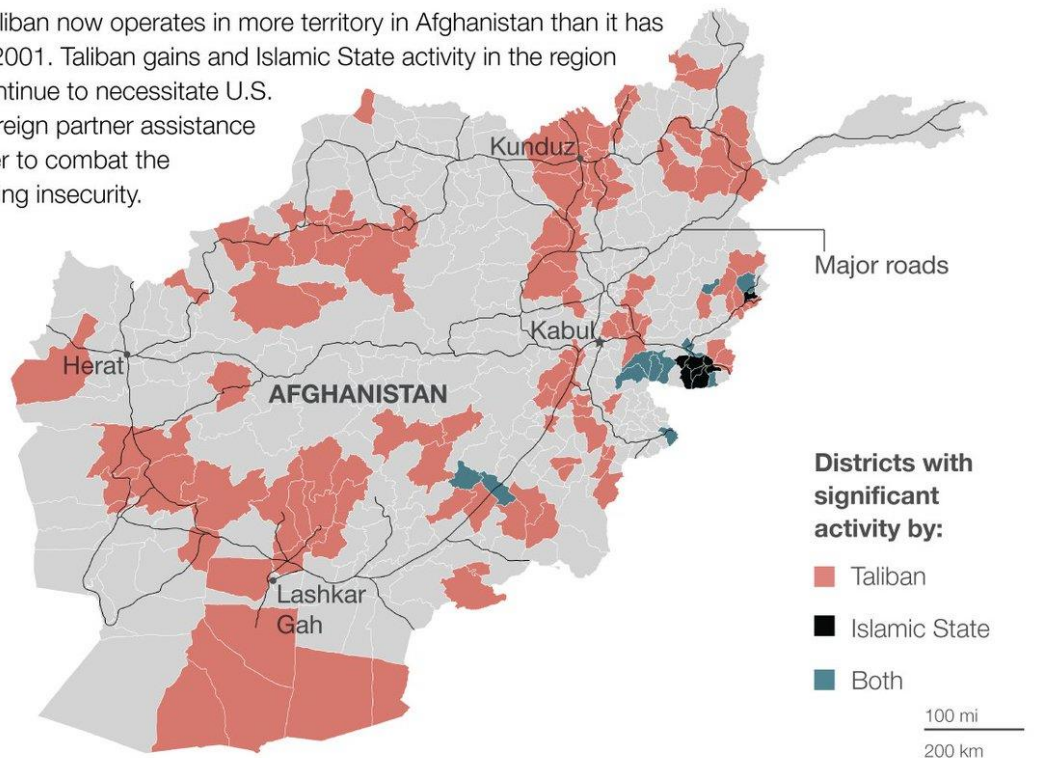 liban now operates in more territory in Afghanistan than it has
2001. Taliban gains and Islamic State activity in the region
ntinue to necessitate U.S.
reign partner assistance
er to combat the
ng insecurity.
Kunduz
Major roads
Kabul
Herat
AFGHANISTAN
Lashkar
Gah
Districts with
significant
activity by:
Taliban
Islamic State
Both
100 mi
200 km